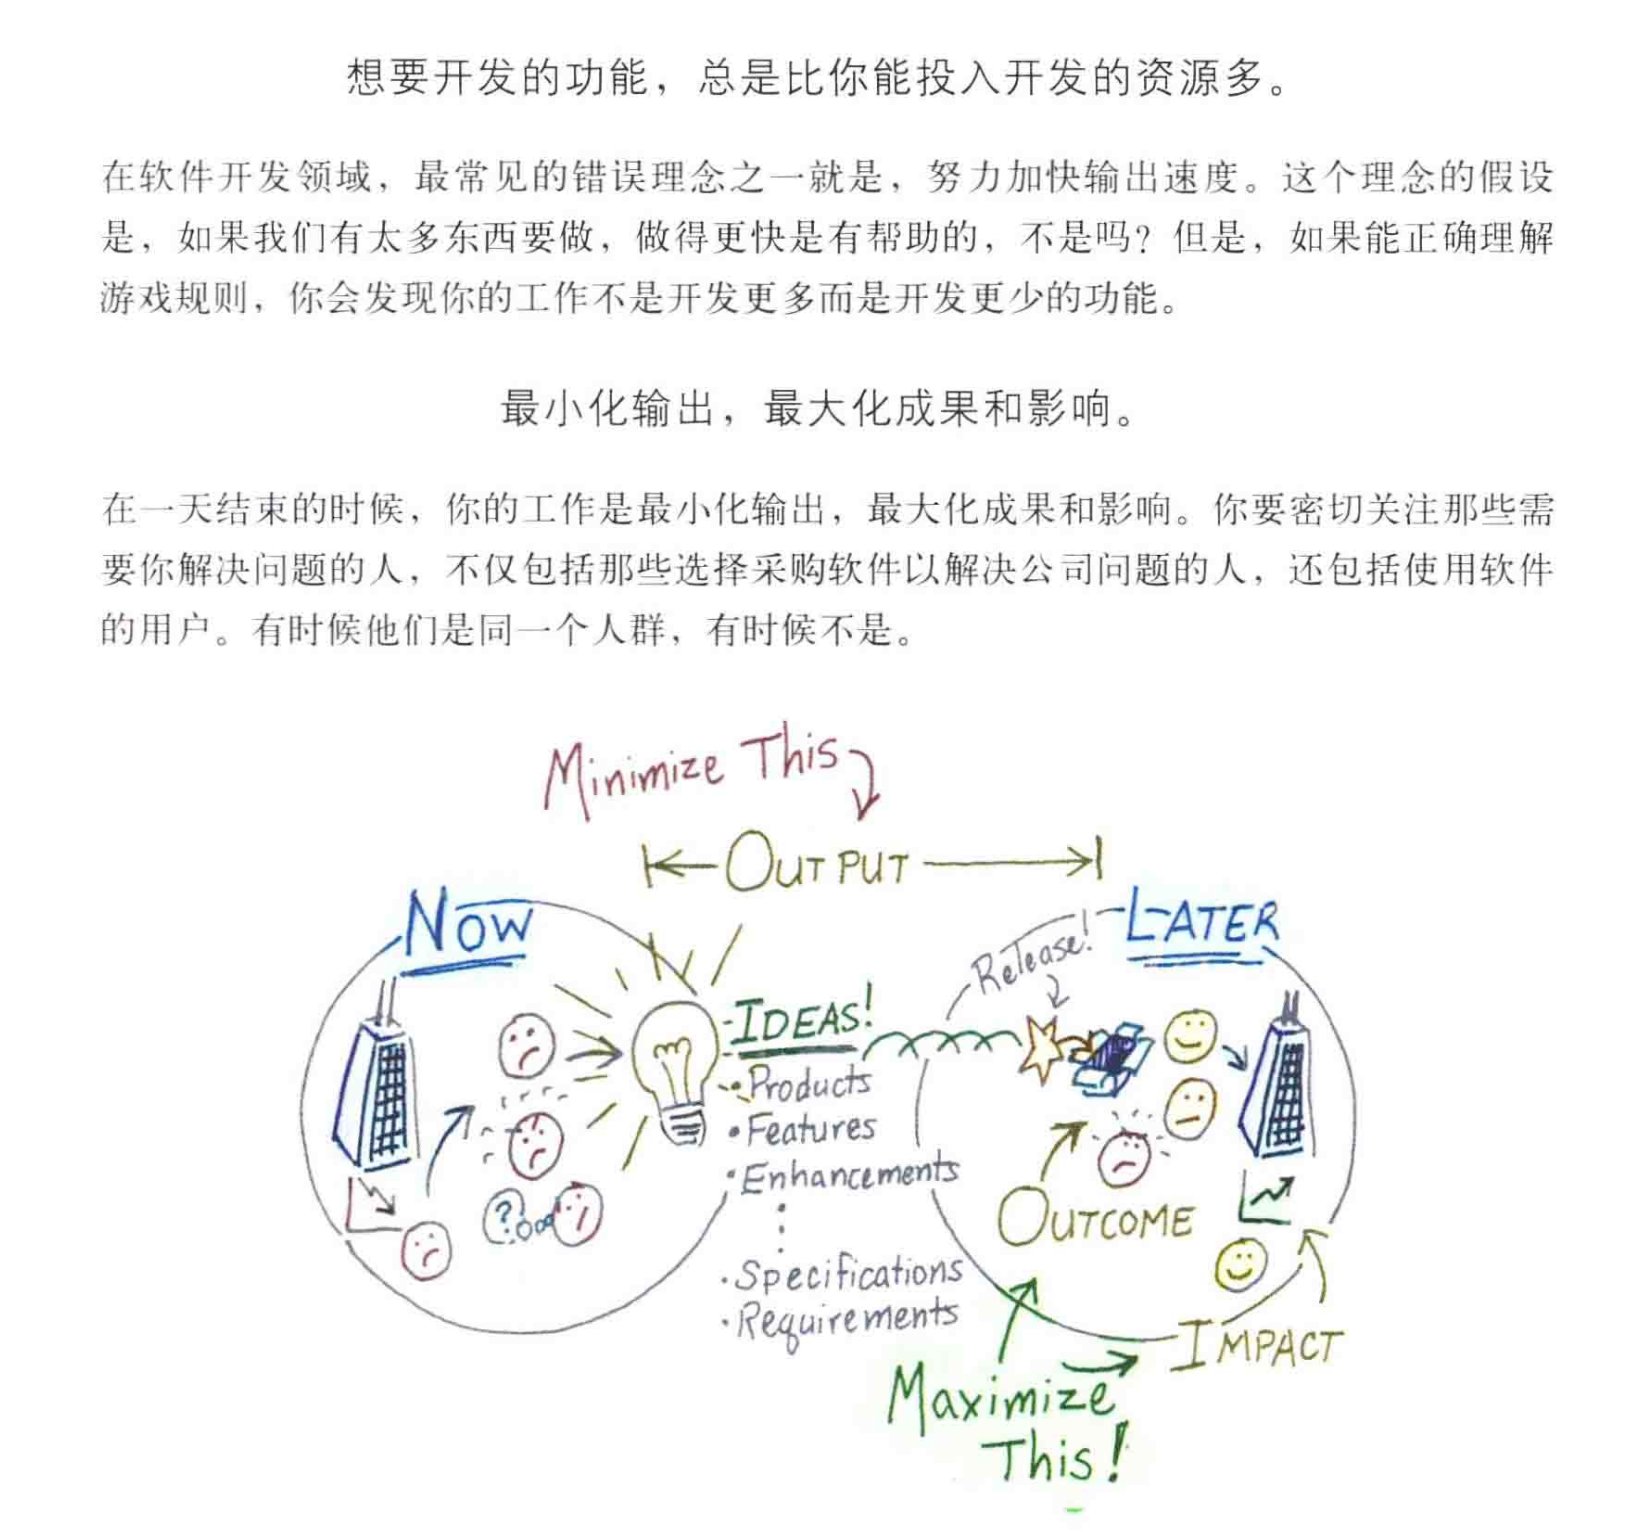 想要开发的功能，总是比你能投入开发的资源多。
在软件开发领域，最常见的错误理念之一就是，努力加快输出速度。这个理念的假设
是，如果我们有太多东西要做，做得更快是有帮助的，不是吗？但是，如果能正确理解
游戏规则，你会发现你的工作不是开发更多而是开发更少的功能。
最小化输出，最大化成果和影响。
在一天结束的时候，你的工作是最小化输出，最大化成果和影响。你要密切关注那些需
要你解决问题的人，不仅包括那些选择采购软件以解决公司问题的人，还包括使用软件
的用户。有时候他们是同一个人群，有时候不是。
Minimize This
OUTPUT
NOW
LATER
Release!
IDEAS!
• Products
• Features
• Enhancements
?
OUTCOME
• Specifications
• Requirements
IMPACT
Maximize
This!